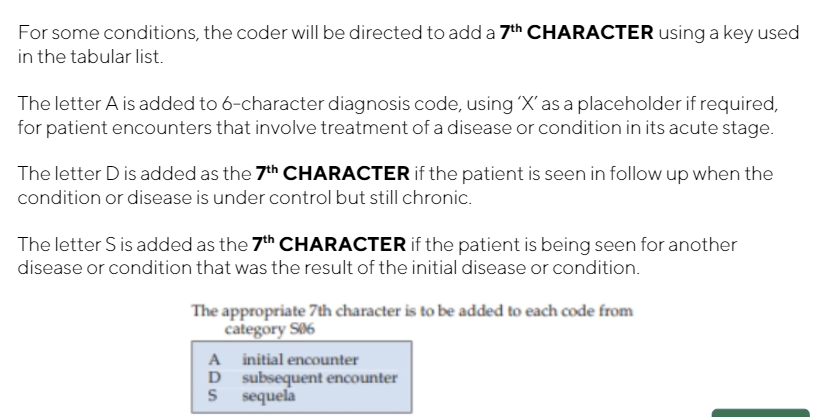 For some conditions, the coder will be directed to add a 7th CHARACTER using a key used
in the tabular list.
The letter A is added to 6-character diagnosis code, using 'X' as a placeholder if required,
for patient encounters that involve treatment of a disease or condition in its acute stage.
The letter D is added as the 7th CHARACTER if the patient is seen in follow up when the
condition or disease is under control but still chronic.
The letter S is added as the 7th CHARACTER if the patient is being seen for another
disease or condition that was the result of the initial disease or condition.
The appropriate 7th character is to be added to each code from
category S06
A initial encounter
D subsequent encounter
S sequela